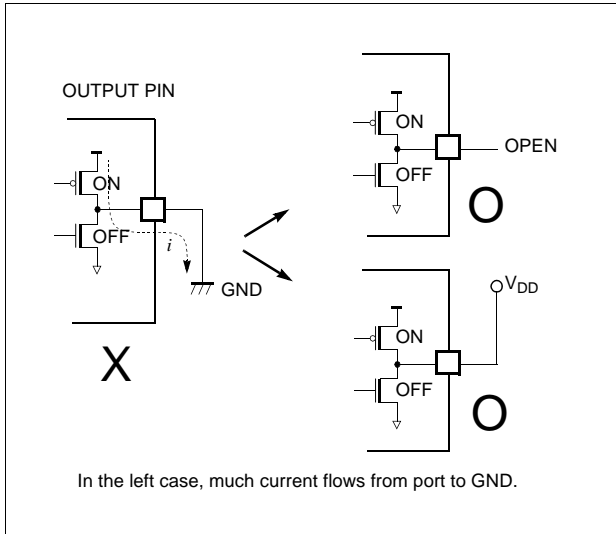 OUTPUT PIN
ON
OFF
i
GND
X
ON
OFF
OPEN
O
ON
OFF
VDD
O
In the left case, much current flows from port to GND.